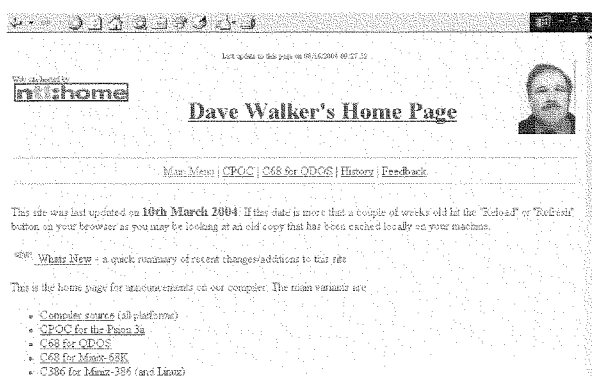 Last update to this page on 08/16/2004 09:27:52
Web site hosted by
ntl:home
Dave Walker's Home Page
Main Menu | CPOC | C68 for QDOS | History | Feedback
This site was last updated on 10th March 2004. If this date is more that a couple of weeks old hit the "Reload" or "Refresh"
button on your browser as you may be looking at an old copy that has been cached locally on your machine.
Whats New - a quick summary of recent changes/additions to this site
This is the home page for announcements on our compiler. The main variants are
Compiler source (all platforms)
CPOC for the Psion 3a
C68 for QDOS
C68 for Minix-68K
C386 for Minix-386 (and Linux)